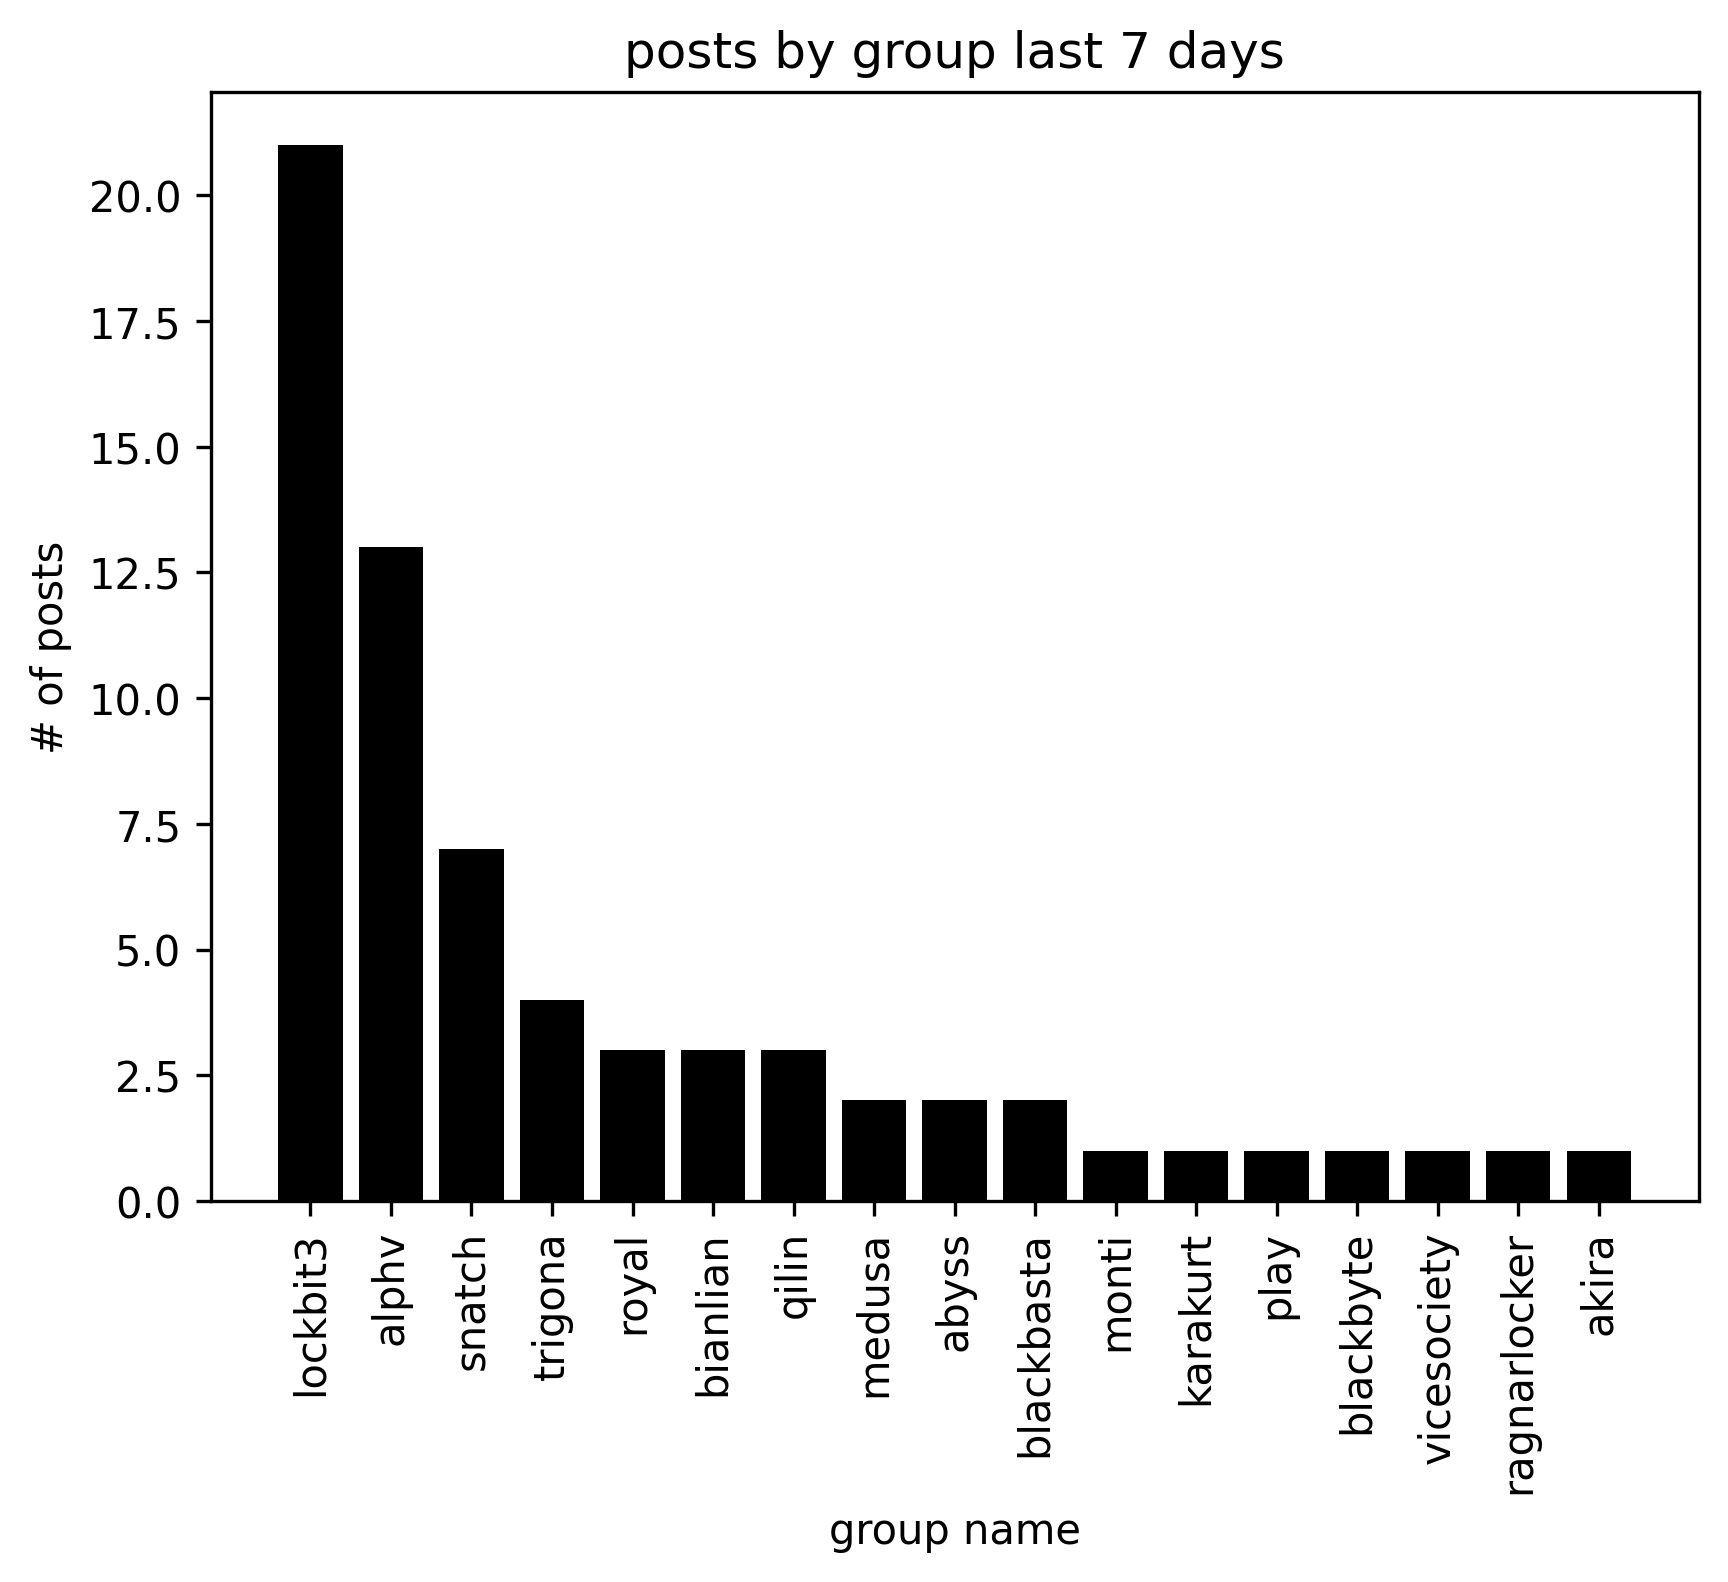 posts by group last 7 days
# of posts
20.0
17.5
15.0
12.5
10.0
7.5
5.0
2.5
0.0
lockbit3
alphv
snatch
trigona
royal
bianlian
qilin
medusa
abyss
blackbasta
monti
karakurt
play
blackbyte
vicesociety
ragnarlocker
akira
group name